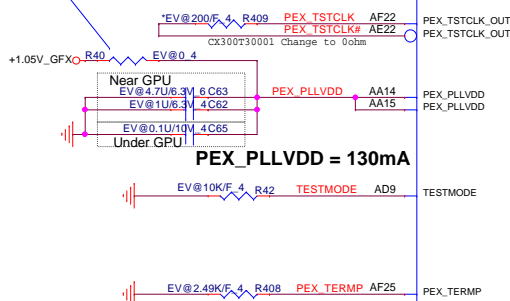 *EV@200/F_4 R409 PEX_TSTCLK AF22 PEX_TSTCLK_OUT
PEX_TSTCLK# AE22 PEX_TSTCLK_OUT
CX300T30001 Change to 0ohm
+1.05V_GFX R40 EV@0_4
Near GPU
EV@4.7U/6.3V_6 C63 PEX_PLLVDD AA14 PEX_PLLVDD
EV@1U/6.3V_4 C62 AA15 PEX_PLLVDD
EV@0.1U/10V_4 C65
Under GPU
PEX_PLLVDD = 130mA
EV@10K/F_4 R42 TESTMODE AD9 TESTMODE
EV@2.49K/F_4 R408 PEX_TERMP AF25 PEX_TERMP